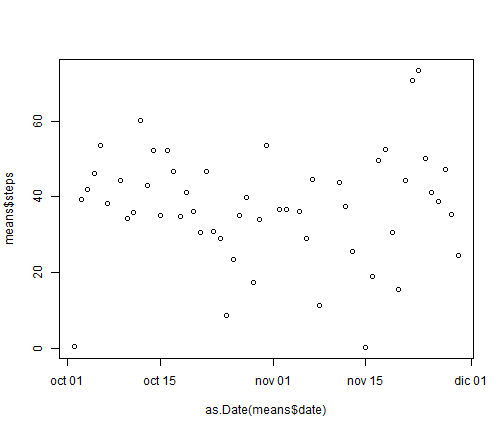 means$steps
60
40
20
0
oct 01
oct 15
nov 01
nov 15
dic 01
as.Date(means$date)